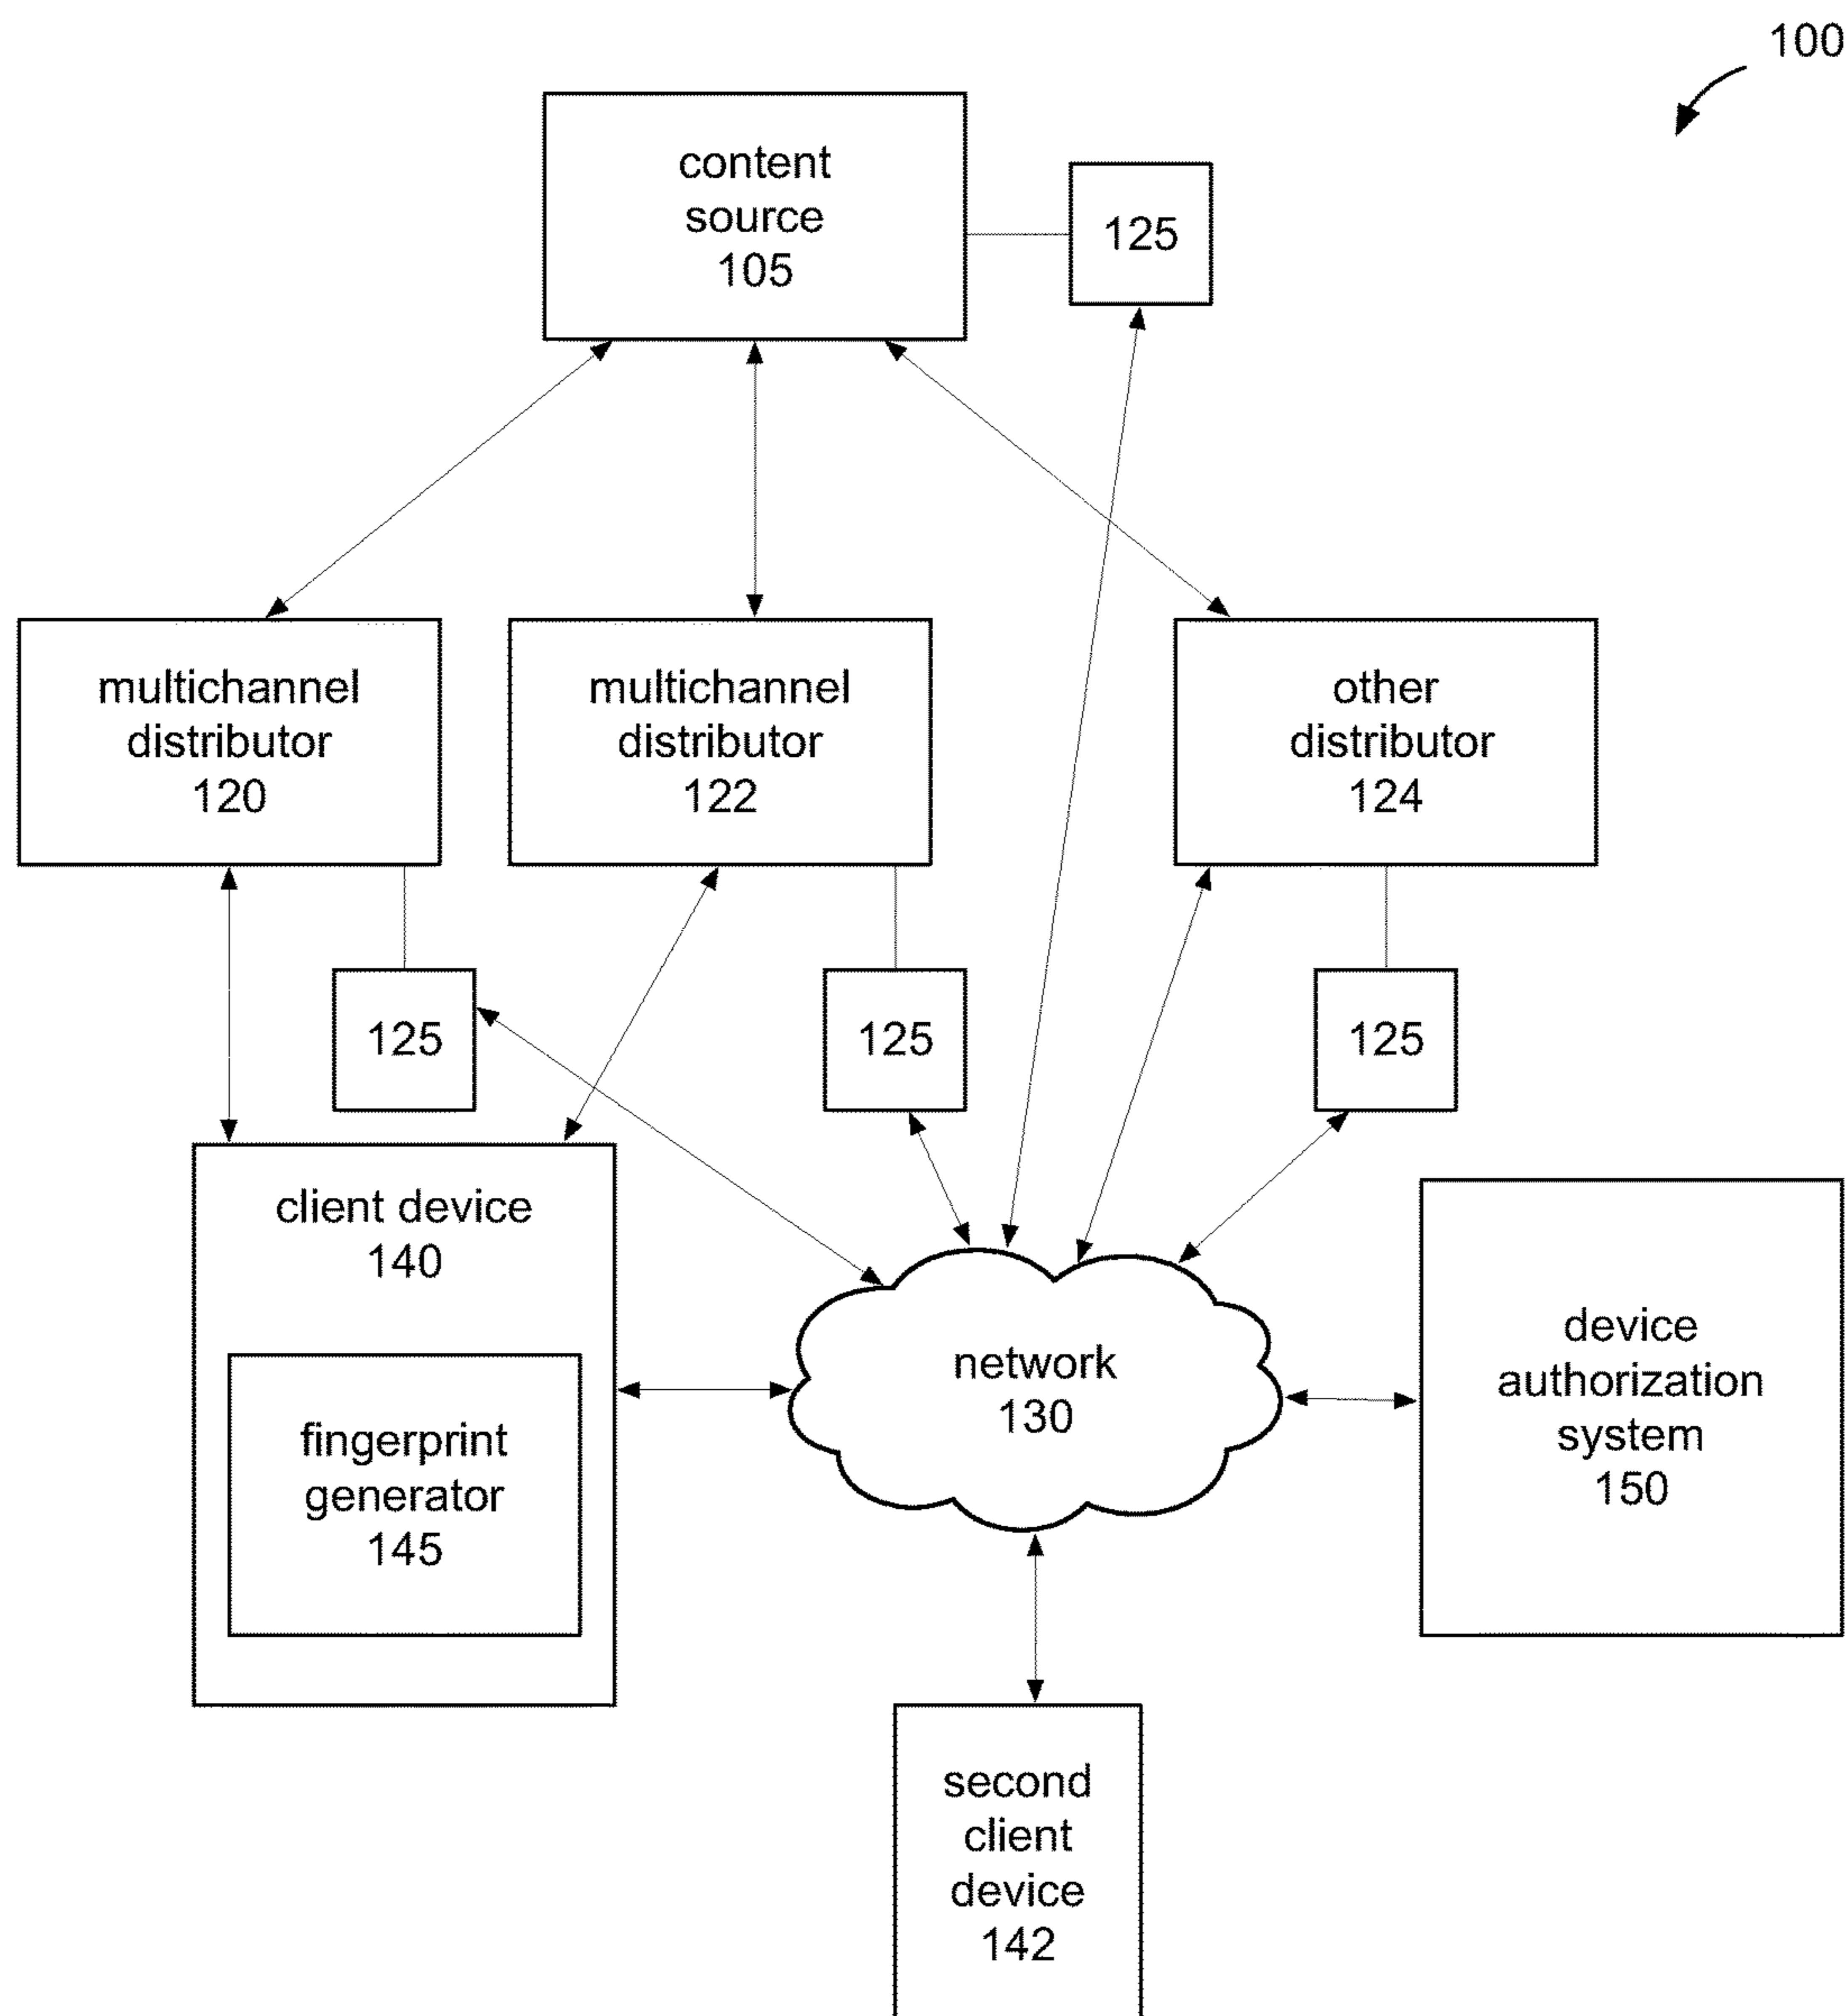 100
content
source
105
125
multichannel
distributor
120
multichannel
distributor
122
other
distributor
124
125
125
125
client device
140
fingerprint
generator
145
network
130
device
authorization
system
150
second
client
device
142